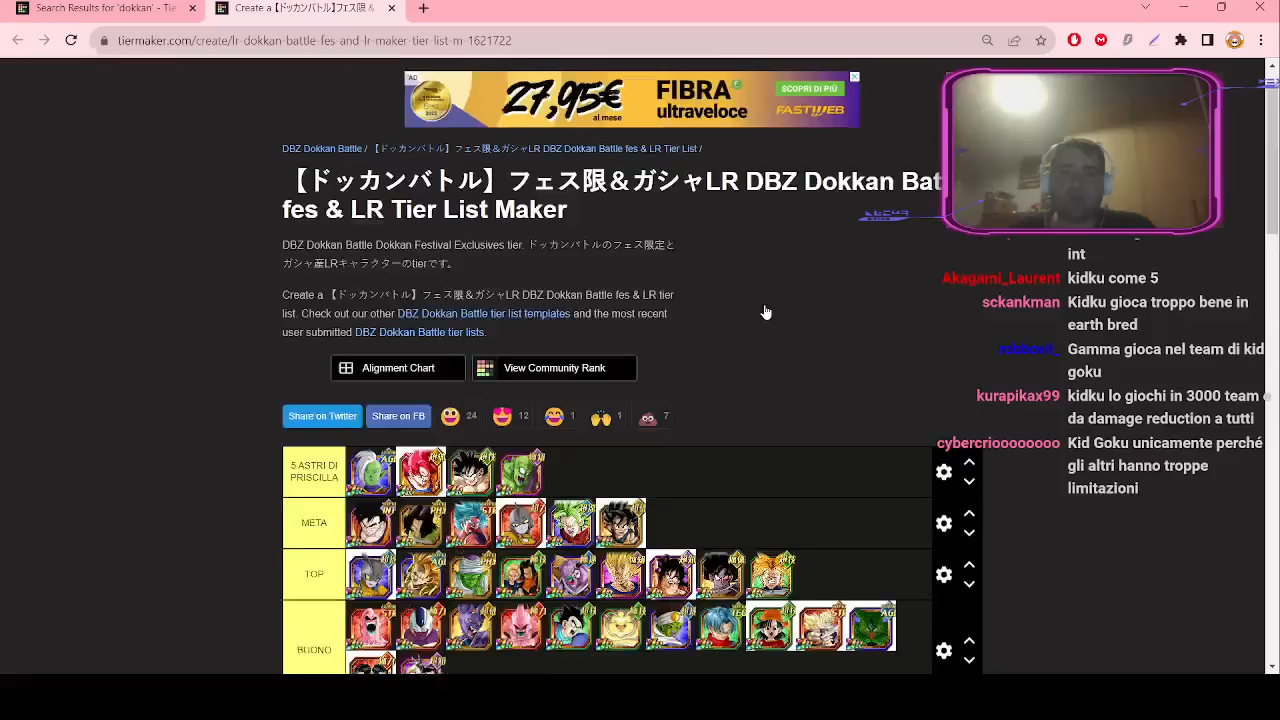 Search Results for 'dokkan' - Tie
Create a 【ドッカンバトル】フェス限 &
tiermaker.com/create/lr-dokkan-battle-fes-and-lr-maker-tier-list-m-1621722
AD
27,95€
al mese
FIBRA
ultraveloce
SCOPRI DI PIÙ
FASTWEB
DBZ Dokkan Battle / 【ドッカンバトル】フェス限&ガシャLR DBZ Dokkan Battle fes & LR Tier List /
【ドッカンバトル】フェス限&ガシャLR DBZ Dokkan Bat
fes & LR Tier List Maker
DBZ Dokkan Battle Dokkan Festival Exclusives tier. ドッカンバトルのフェス限定と
ガシャ産LRキャラクターのtierです。
Create a 【ドッカンバトル】フェス限&ガシャLR DBZ Dokkan Battle fes & LR tier
list. Check out our other DBZ Dokkan Battle tier list templates and the most recent
user submitted DBZ Dokkan Battle tier lists.
Alignment Chart
View Community Rank
Share on Twitter
Share on FB
24
12
1
1
7
5 ASTRI DI
PRISCILLA
META
TOP
BUONO
int
Akagami_Laurent kidku come 5
sckankman Kidku gioca troppo bene in
earth bred
Gamma gioca nel team di kid
goku
kurapikax99 kidku lo giochi in 3000 team
da damage reduction a tutti
cybercrioooooooo Kid Goku unicamente perché
gli altri hanno troppe
limitazioni